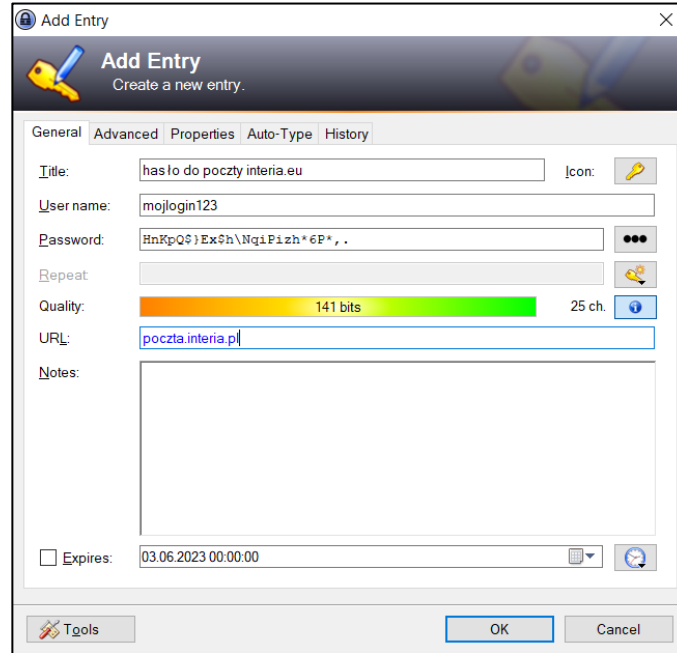 Add Entry
Add Entry
Create a new entry.
General Advanced Properties Auto-Type History
Title: hasło do poczty interia.eu Icon:
User name: mojlogin123
Password: HnKpQ$}Ex$h\NqiPizh*6P*,.
Repeat
Quality: 141 bits 25 ch.
URL: poczta.interia.pl
Notes:
Expires: 03.06.2023 00:00:00
Tools OK Cancel